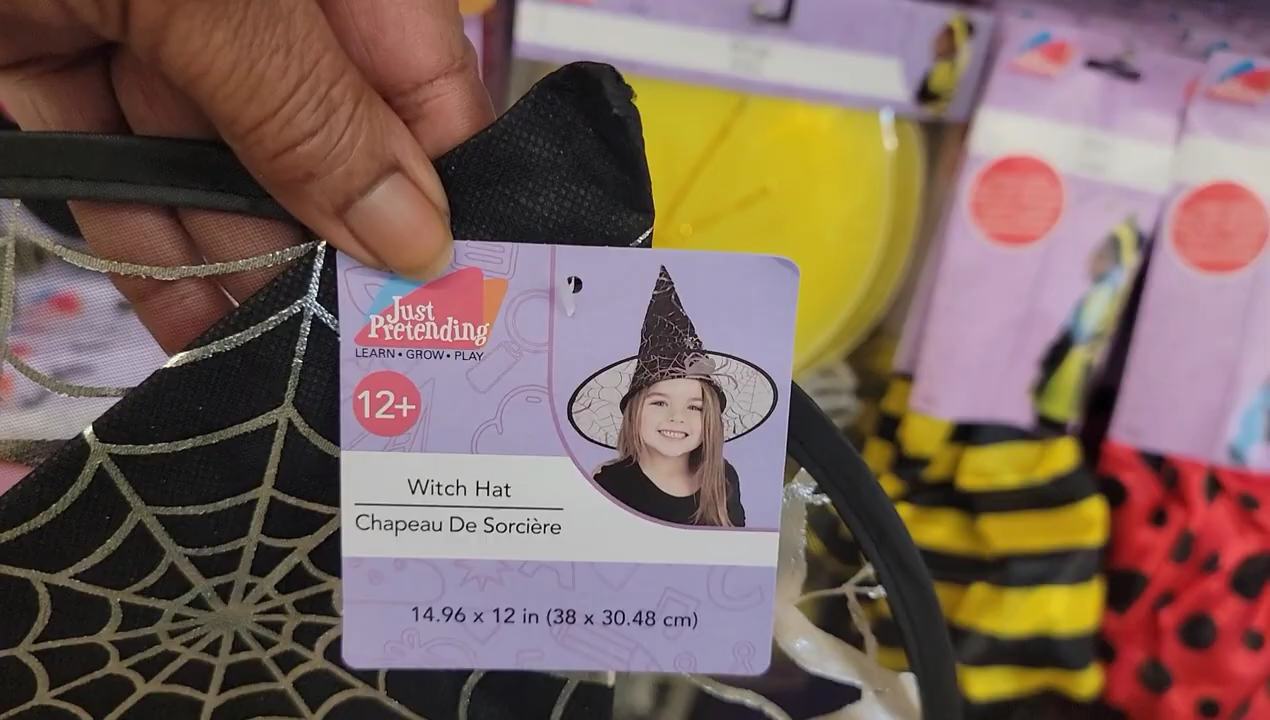 Just
Pretending
LEARN • GROW • PLAY
12+
Witch Hat
Chapeau De Sorcière
14.96 x 12 in (38 x 30.48 cm)